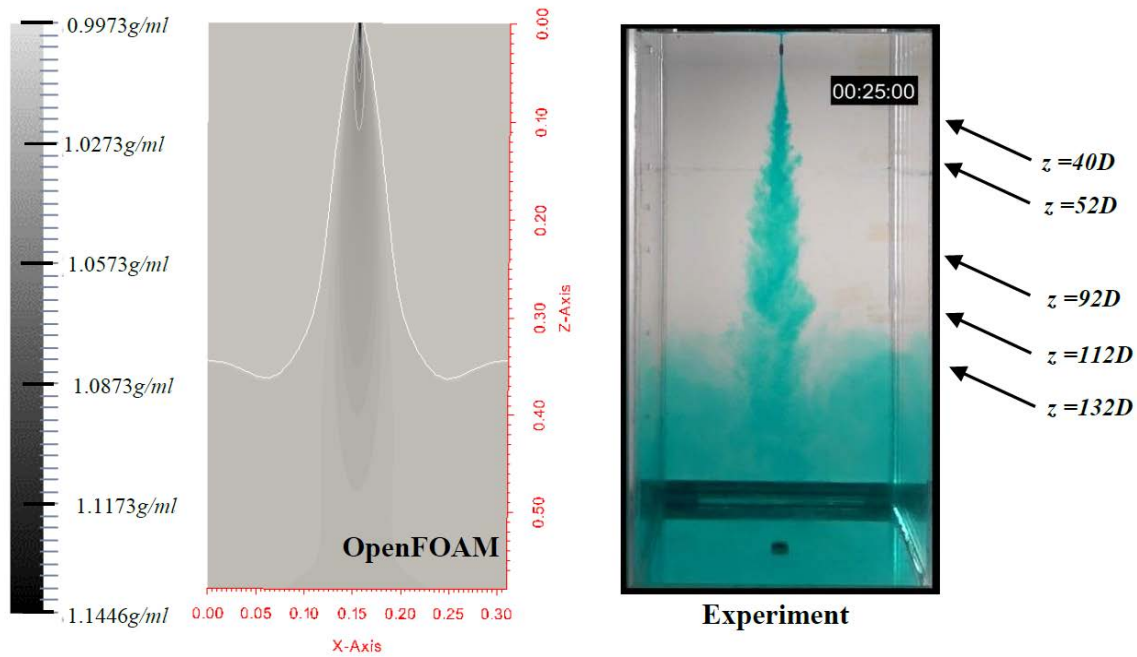 0.9973g/ml
1.0273g/ml
1.0573g/ml
1.0873g/ml
1.1173g/ml
1.1446g/ml
0.00
0.10
0.20
0.30
0.40
0.50
Z-Axis
OpenFOAM
0.00 0.05 0.10 0.15 0.20 0.25 0.30
X-Axis
00:25:00
z =40D
z =52D
z =92D
z =112D
z =132D
Experiment